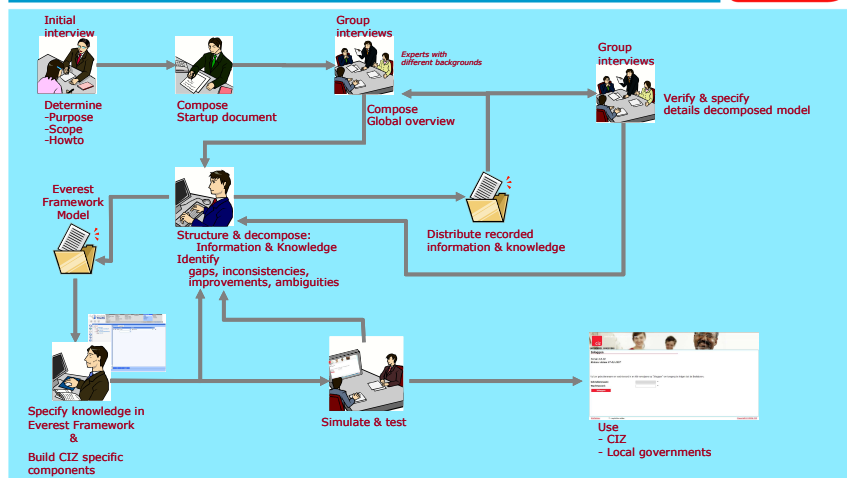 Initial
interview
Group
interviews
Experts with
different backgrounds
Group
interviews
Determine
-Purpose
-Scope
-Howto
Compose
Startup document
Compose
Global overview
Verify & specify
details decomposed model
Everest
Framework
Model
Structure & decompose:
Information & Knowledge
Identify
gaps, inconsistencies,
improvements, ambiguities
Distribute recorded
information & knowledge
Specify knowledge in
Everest Framework
&
Build CIZ specific
components
Simulate & test
Use
- CIZ
- Local governments